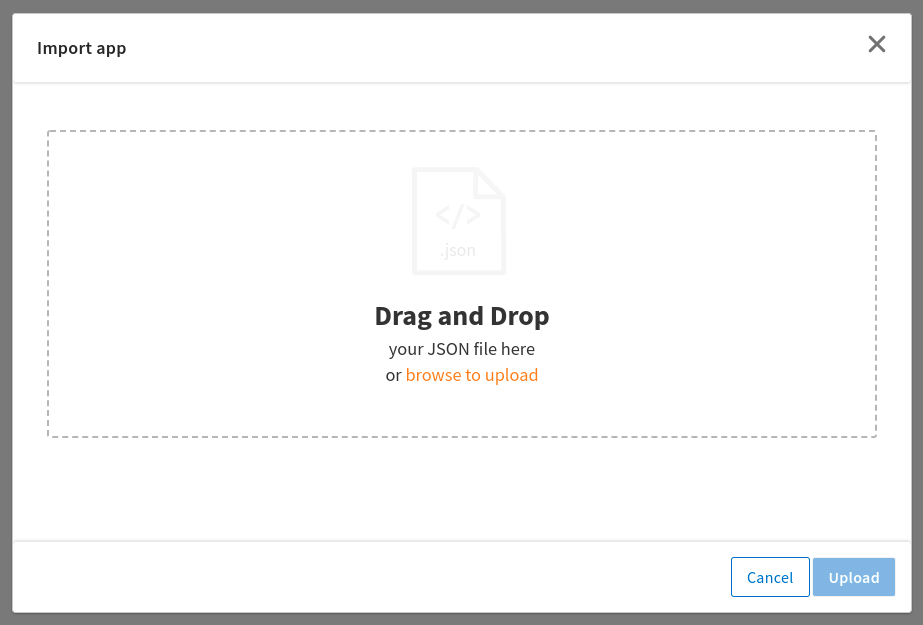 Import app
</>
.json
Drag and Drop
your JSON file here
or browse to upload
Cancel
Upload